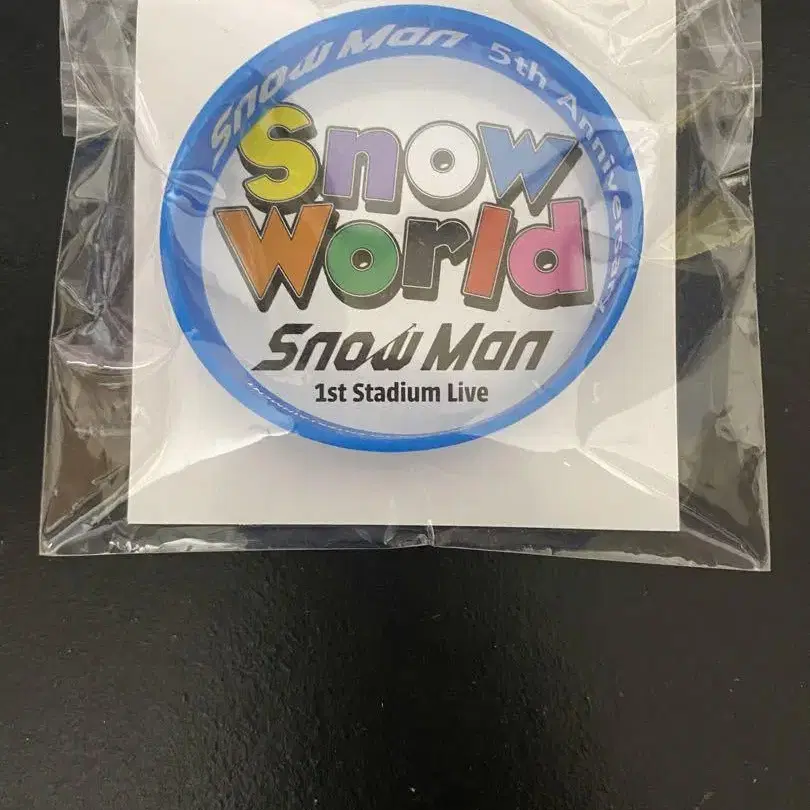 Snow Man 5th Anniversary
Snow
World
Snow Man
1st Stadium Live